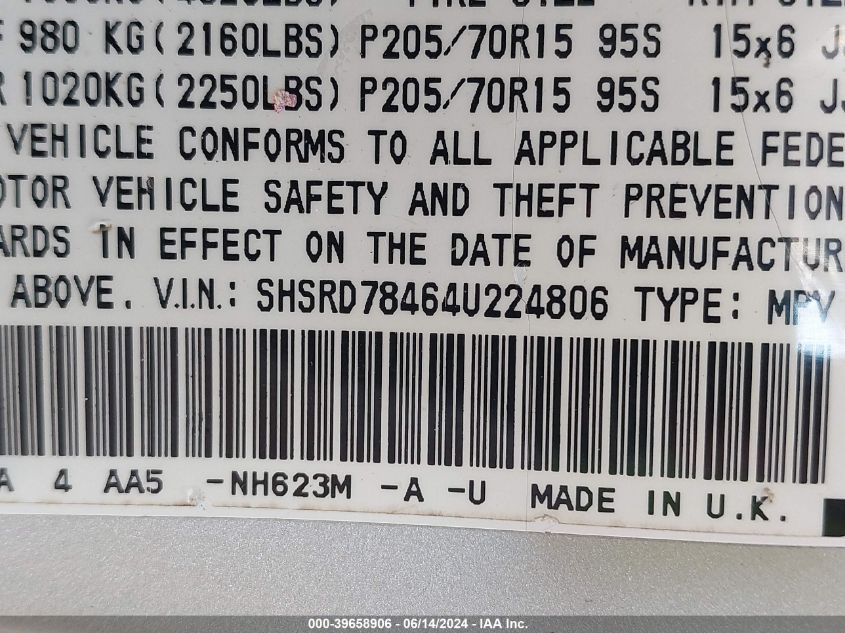 F 980 KG(2160LBS) P205/70R15 95S 15x6
R 1020KG(2250LBS) P205/70R15 95S 15x6
VEHICLE CONFORMS TO ALL APPLICABLE FEDE
OTOR VEHICLE SAFETY AND THEFT PREVENTION
ARDS IN EFFECT ON THE DATE OF MANUFACTUR
ABOVE. V.I.N.: SHSRD78464U224806 TYPE: MPV
A 4 AA5 -NH623M -A -U MADE IN U.K.
000-39658906 - 06/14/2024 - IAA Inc.